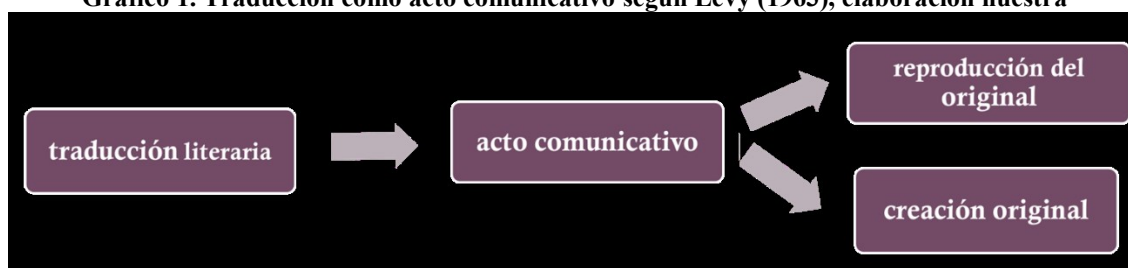 Gráfico 1. Traducción como acto comunicativo según Levý (1963), elaboración nuestra
traducción literaria
acto comunicativo
reproducción del
original
creación original